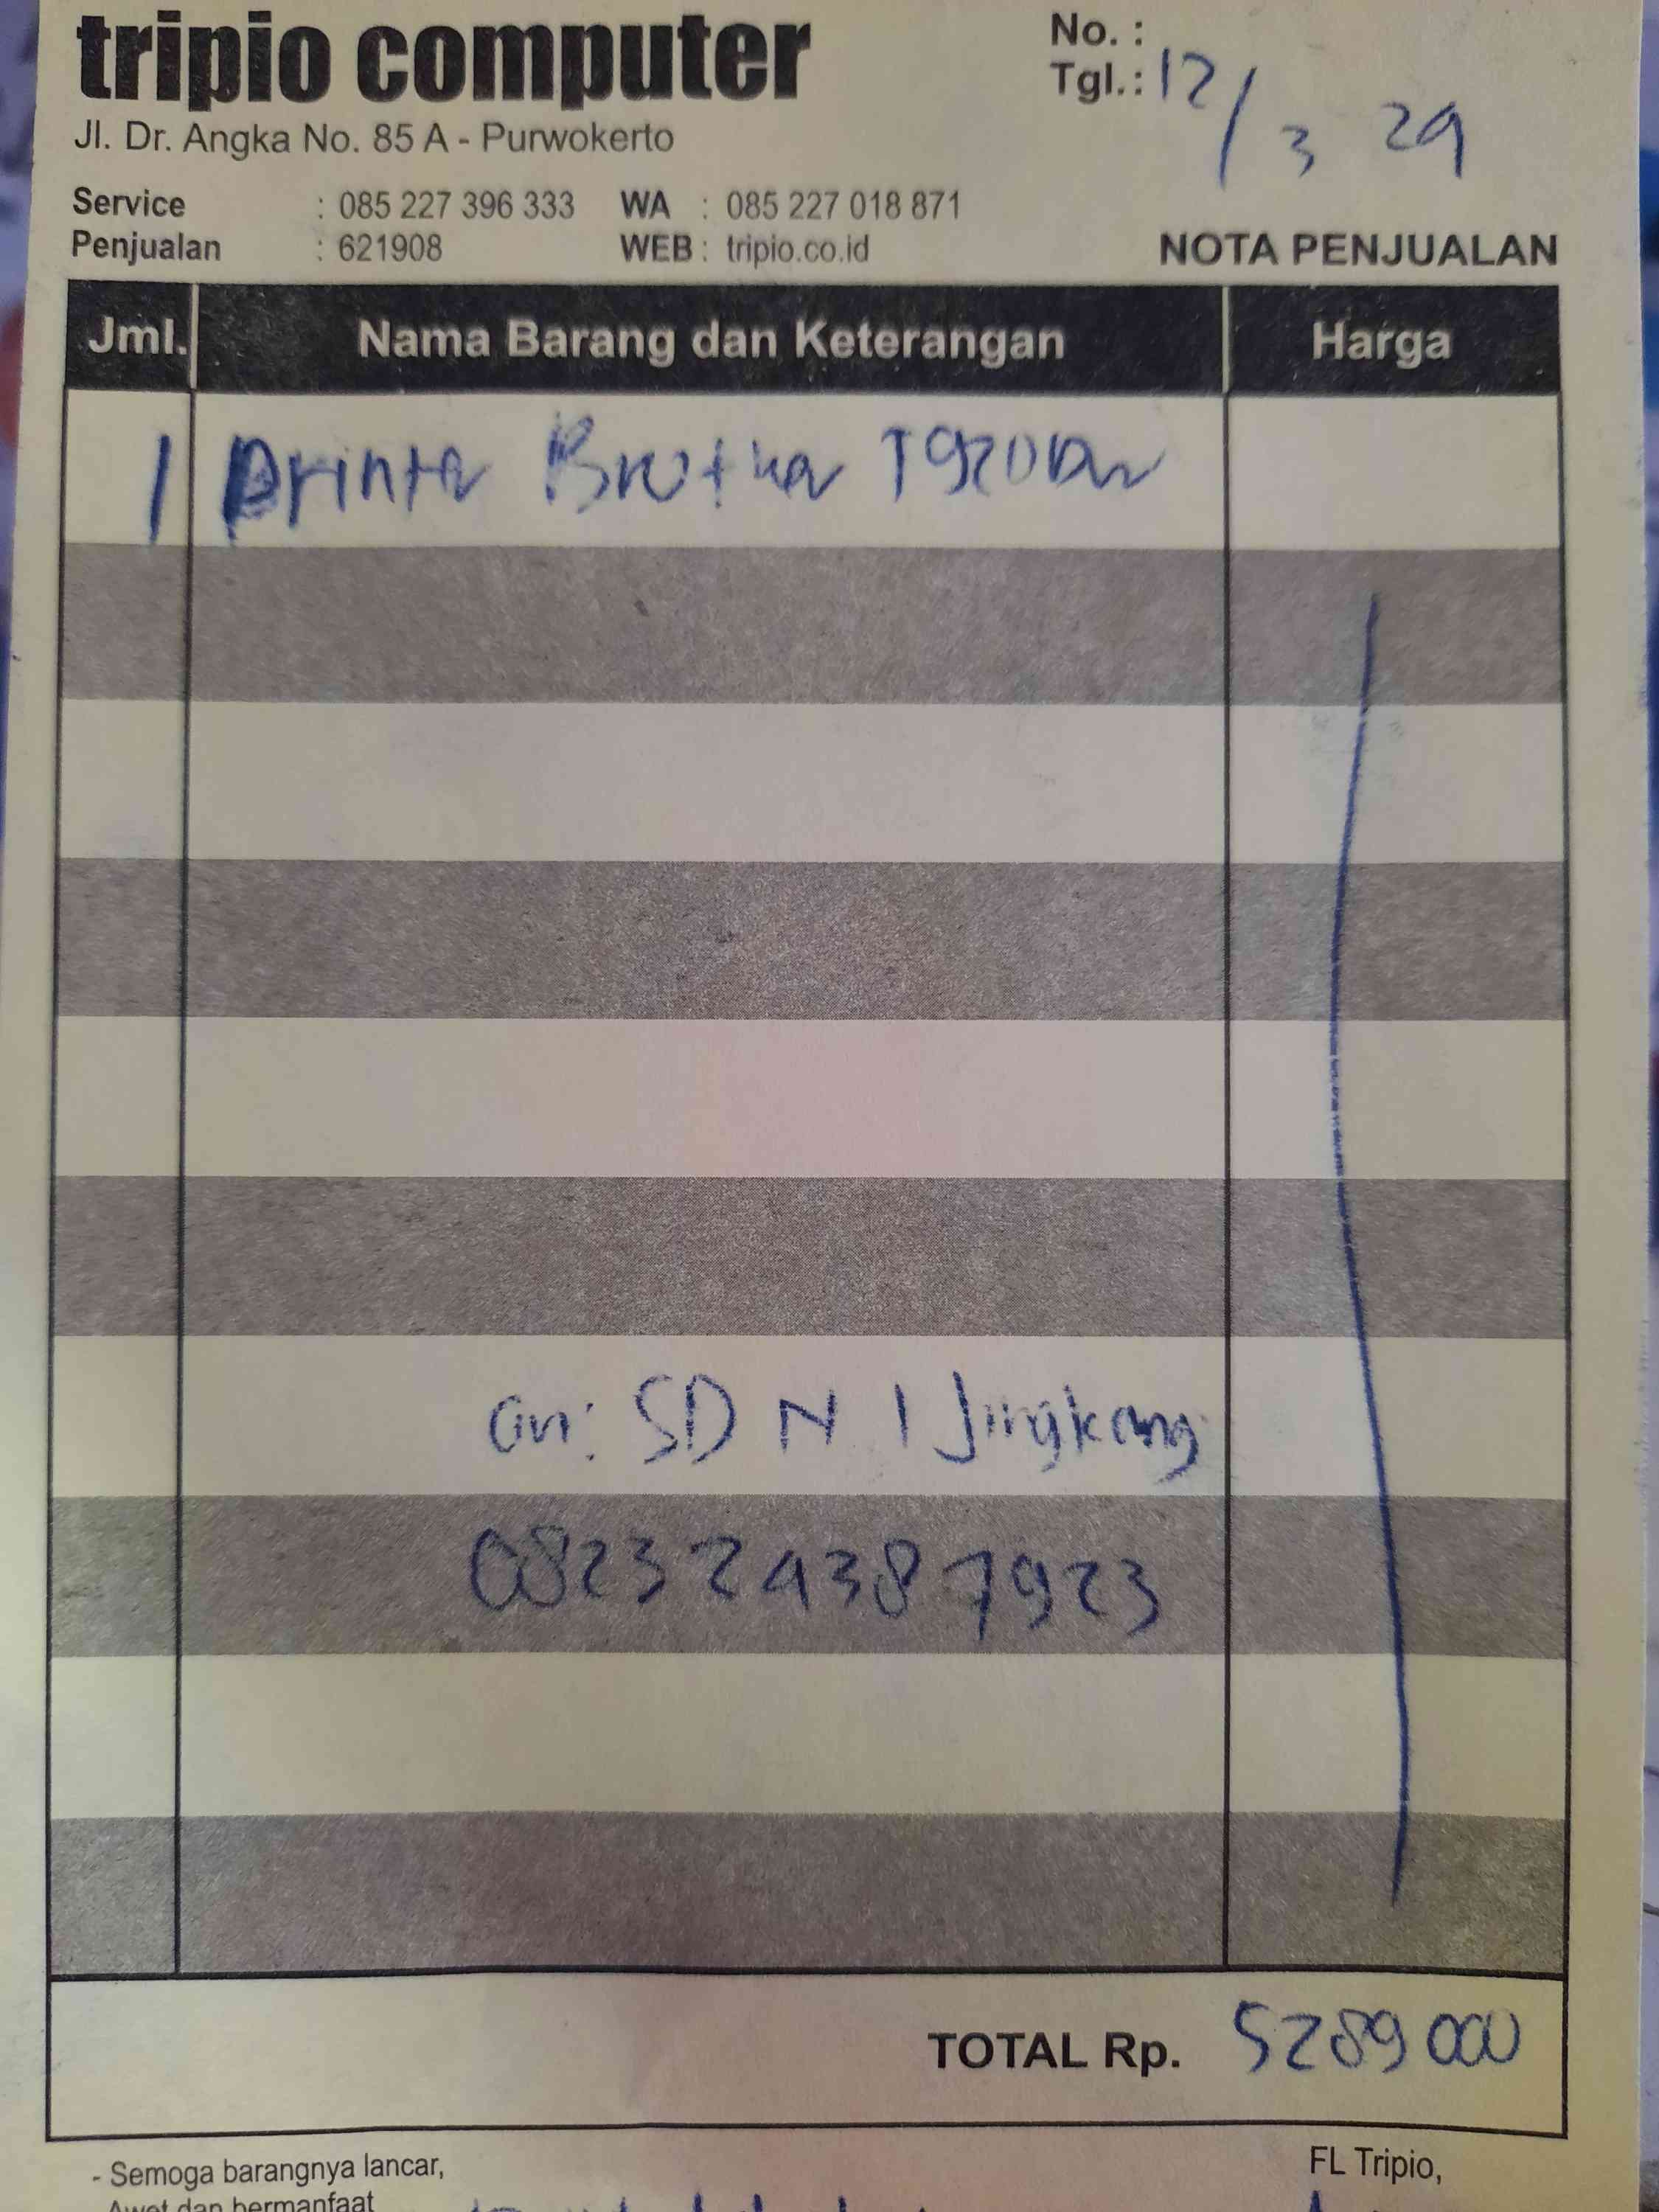 tripio computer
Jl. Dr. Angka No. 85 A - Purwokerto
No. :
Tgl. : 12/3 24
Service : 085 227 396 333 WA : 085 227 018 871
Penjualan : 621908 WEB : tripio.co.id
NOTA PENJUALAN
Jml. Nama Barang dan Keterangan Harga
1 Printer Brother T920Dw
an: SD N 1 Jingkang
082324387923
TOTAL Rp. 5289000
- Semoga barangnya lancar,
FL Tripio,
Awet dan bermanfaat